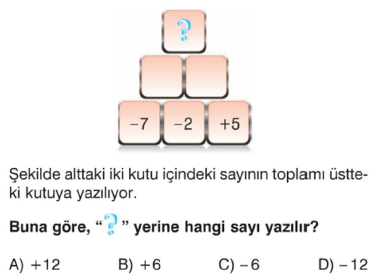 ?
-7 -2 +5
Şekilde alttaki iki kutu içindeki sayının toplamı üstte-
ki kutuya yazılıyor.
Buna göre, “?” yerine hangi sayı yazılır?
A) +12 B) +6 C) -6 D) -12